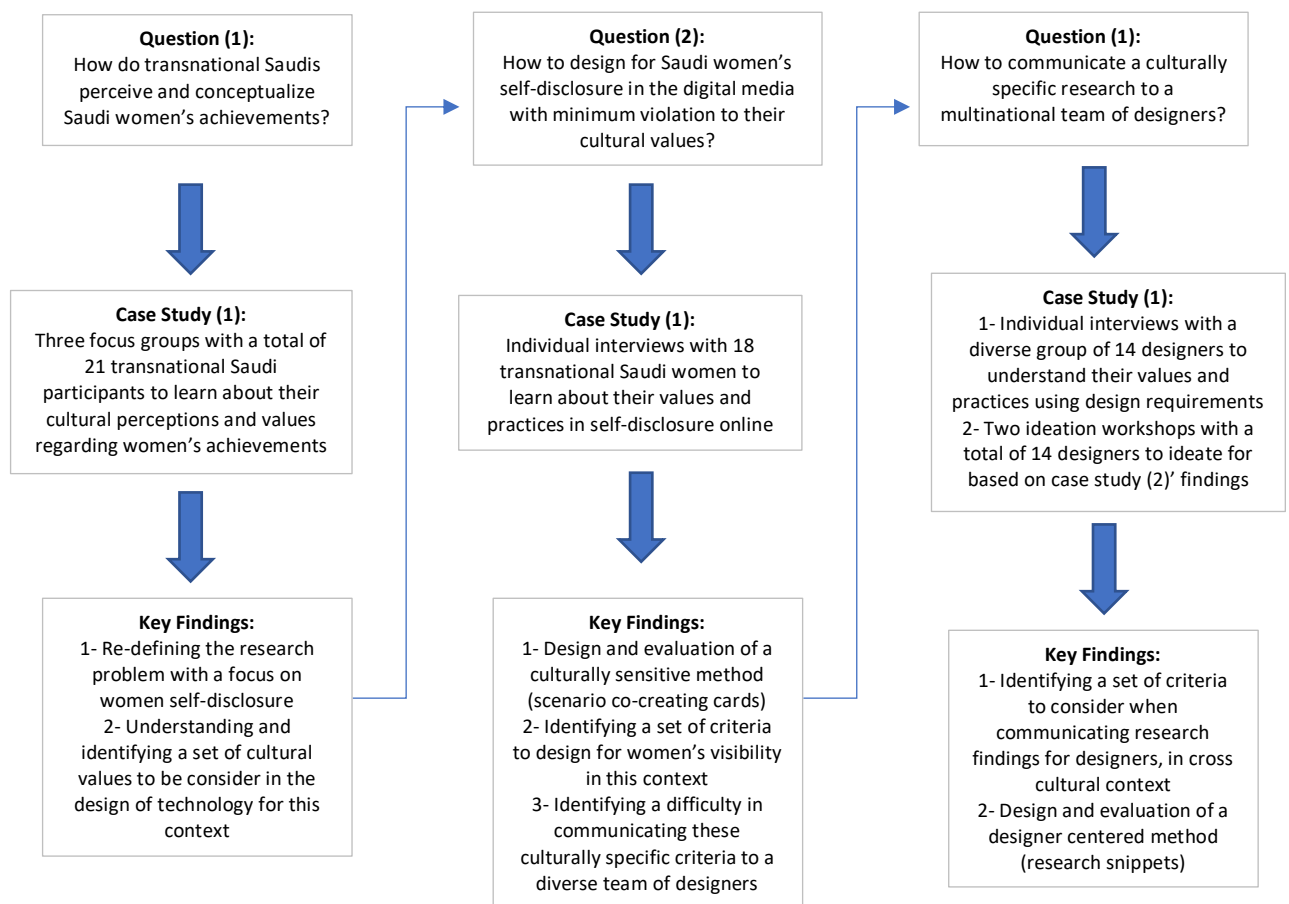 Question (1):
How do transnational Saudis
perceive and conceptualize
Saudi women's achievements?
Case Study (1):
Three focus groups with a total of
21 transnational Saudi
participants to learn about their
cultural perceptions and values
regarding women's achievements
Key Findings:
1- Re-defining the research
problem with a focus on
women self-disclosure
2- Understanding and
identifying a set of cultural
values to be consider in the
design of technology for this
context
Question (2):
How to design for Saudi women's
self-disclosure in the digital media
with minimum violation to their
cultural values?
Case Study (1):
Individual interviews with 18
transnational Saudi women to
learn about their values and
practices in self-disclosure online
Key Findings:
1- Design and evaluation of a
culturally sensitive method
(scenario co-creating cards)
2- Identifying a set of criteria
to design for women's visibility
in this context
3- Identifying a difficulty in
communicating these
culturally specific criteria to a
diverse team of designers
Question (1):
How to communicate a culturally
specific research to a
multinational team of designers?
Case Study (1):
1- Individual interviews with a
diverse group of 14 designers to
understand their values and
practices using design requirements
2- Two ideation workshops with a
total of 14 designers to ideate for
based on case study (2)' findings
Key Findings:
1- Identifying a set of criteria
to consider when
communicating research
findings for designers, in cross
cultural context
2- Design and evaluation of a
designer centered method
(research snippets)